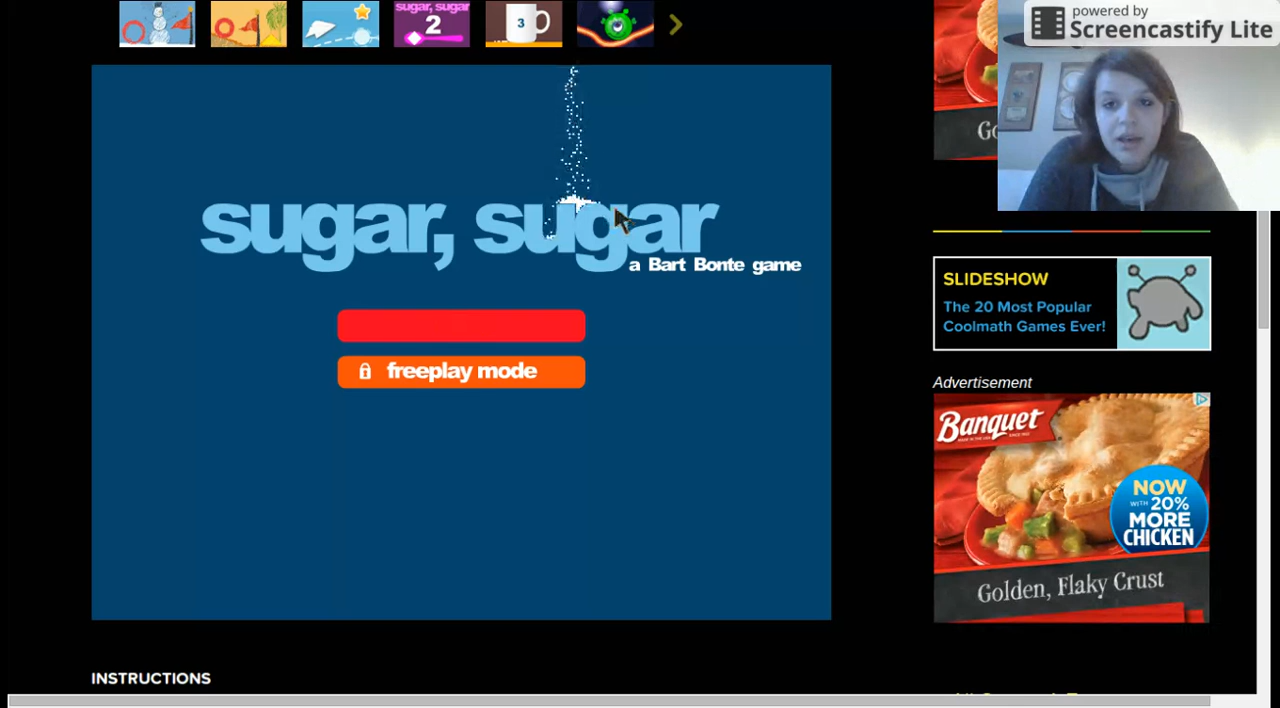 powered by
Screencastify Lite
sugar, sugar
2
3
Go
sugar, sugar
a Bart Bonte game
freeplay mode
SLIDESHOW
The 20 Most Popular
Coolmath Games Ever!
Advertisement
Banquet
NOW
WITH 20%
MORE
CHICKEN
Golden, Flaky Crust
INSTRUCTIONS